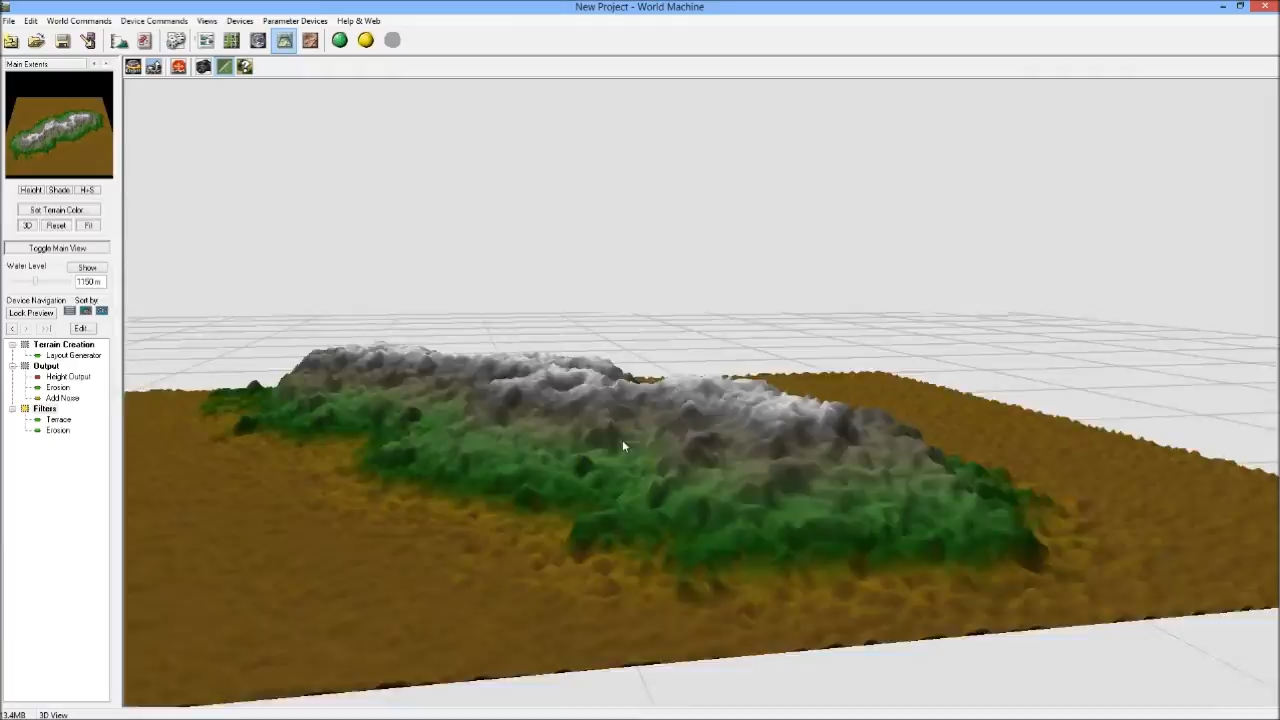 New Project - World Machine
File Edit World Commands Device Commands Views Devices Parameter Devices Help & Web
Main Extents
Height Shade H+S
Set Terrain Color...
3D Reset Fit
Toggle Main View
Water Level Show
1150 m
Device Navigation Sort by
Lock Preview
< > >| Edit...
Terrain Creation
Layout Generator
Output
Height Output
Erosion
Add Noise
Filters
Terrace
Erosion
3.4MB 3D View